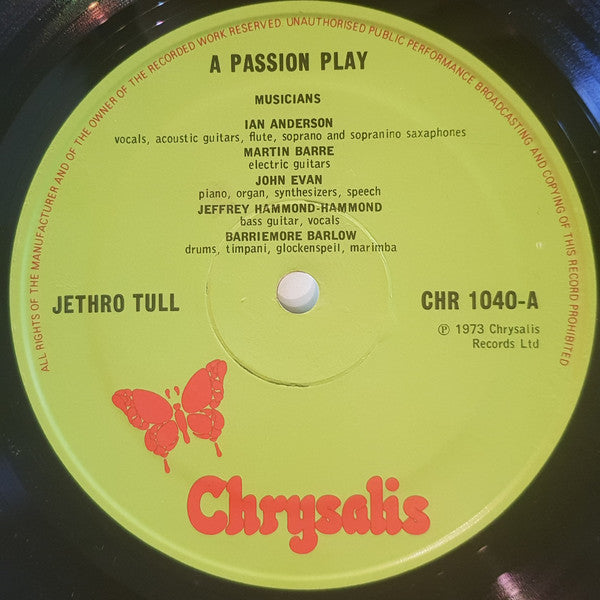 ALL RIGHTS OF THE MANUFACTURER AND OF THE OWNER OF THE RECORDED WORK RESERVED. UNAUTHORISED PUBLIC PERFORMANCE BROADCASTING AND COPYING OF THIS RECORD PROHIBITED
A PASSION PLAY
MUSICIANS
IAN ANDERSON
vocals, acoustic guitars, flute, soprano and sopranino saxaphones
MARTIN BARRE
electric guitars
JOHN EVAN
piano, organ, synthesizers, speech
JEFFREY HAMMOND-HAMMOND
bass guitar, vocals
BARRIEMORE BARLOW
drums, timpani, glockenspeil, marimba
JETHRO TULL
CHR 1040-A
℗ 1973 Chrysalis
Records Ltd
Chrysalis